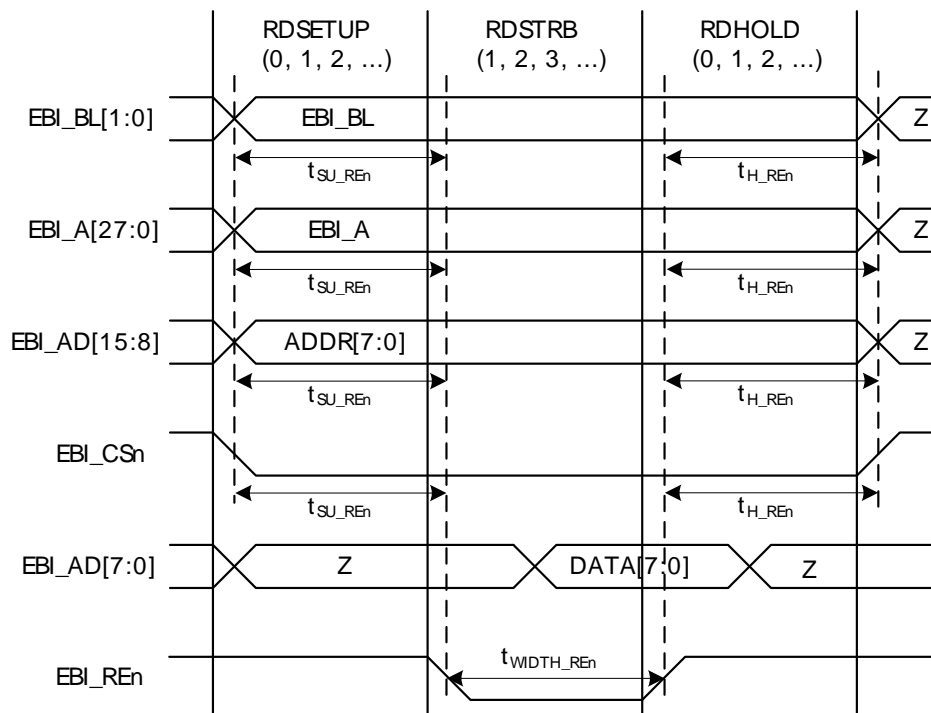 RDSETUP RDSTRB RDHOLD
(0, 1, 2, ...) (1, 2, 3, ...) (0, 1, 2, ...)
EBI_BL[1:0] EBI_BL Z
tSU_REn tH_REn
EBI_A[27:0] EBI_A Z
tSU_REn tH_REn
EBI_AD[15:8] ADDR[7:0] Z
tSU_REn tH_REn
EBI_CSn
tSU_REn tH_REn
EBI_AD[7:0] Z DATA[7:0] Z
tWIDTH_REn
EBI_REn